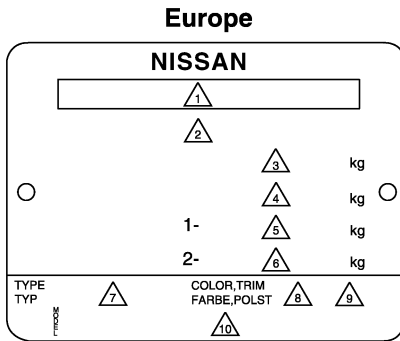 Europe
NISSAN
1
2
3 kg
4 kg
1- 5 kg
2- 6 kg
TYPE COLOR,TRIM
TYP 7 FARBE,POLST 8 9
MODEL 10